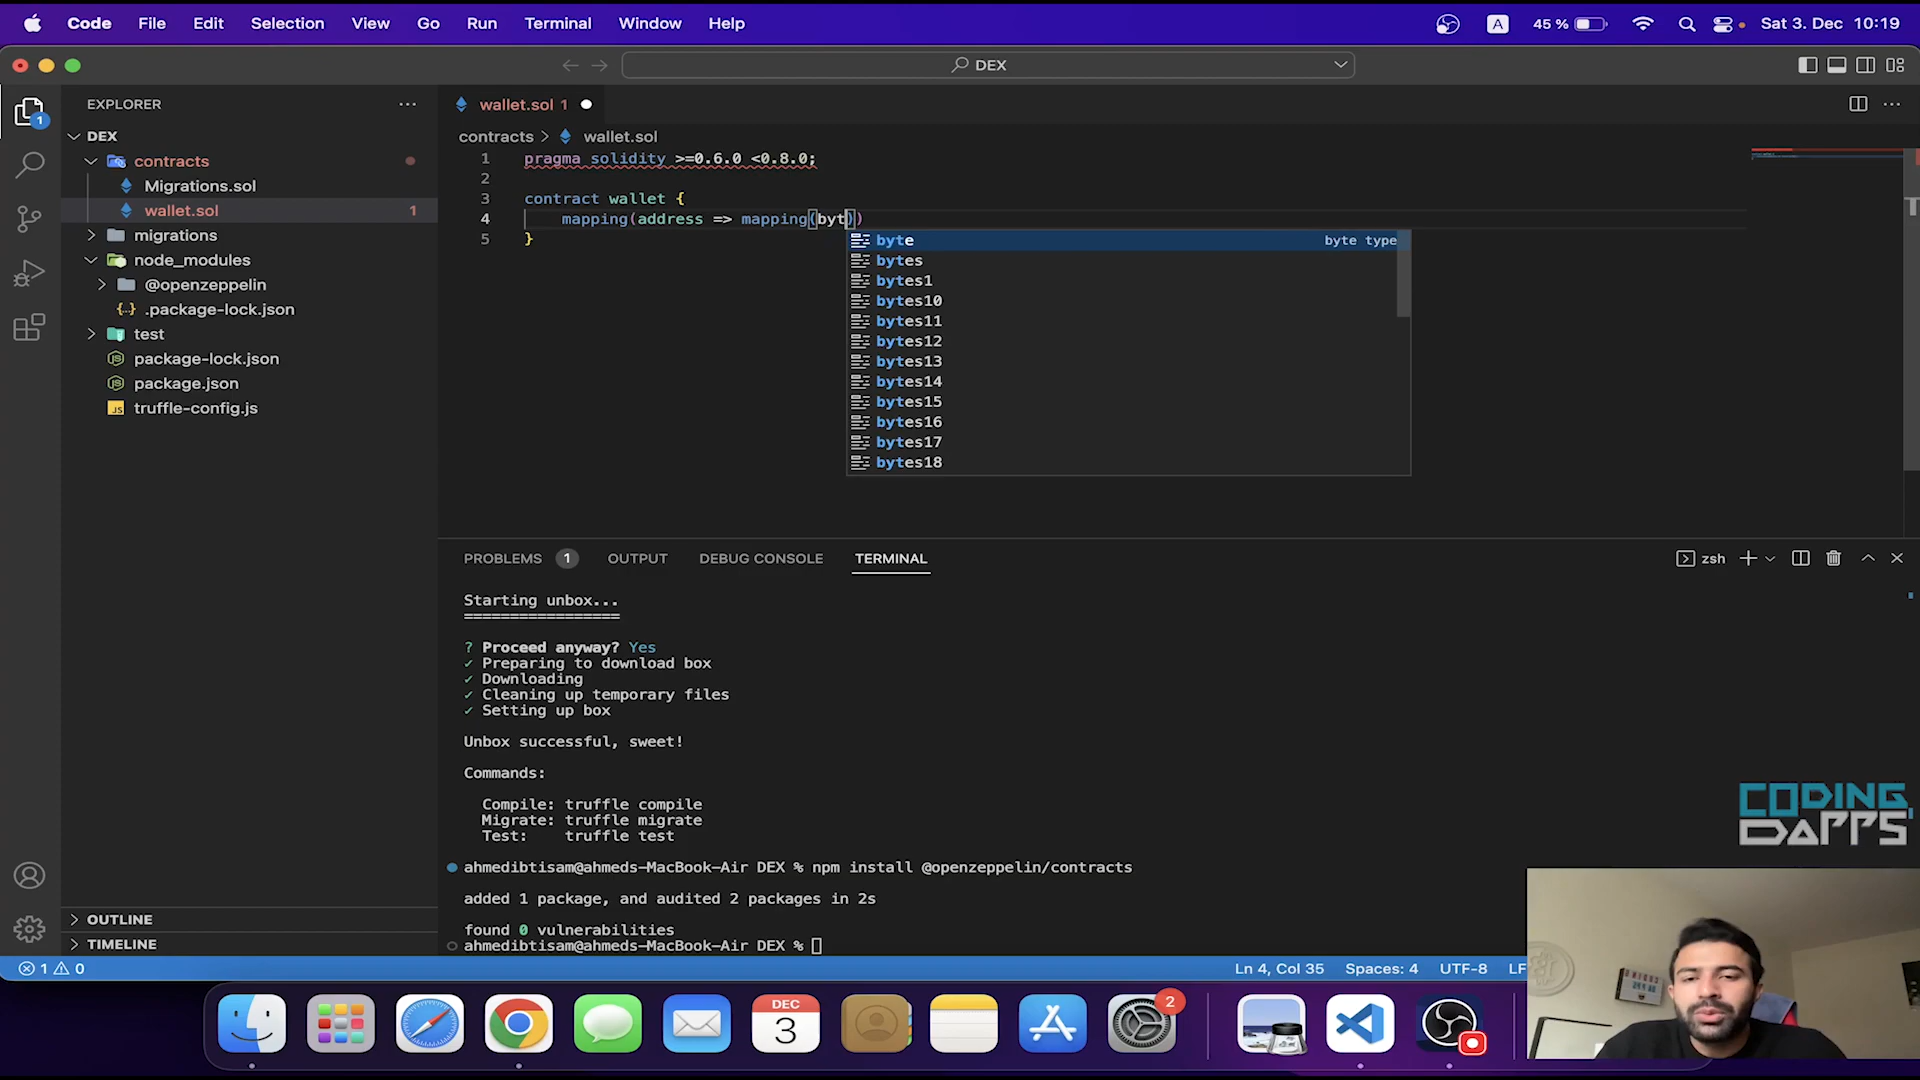 Code File Edit Selection View Go Run Terminal Window Help
A 45 % Sat 3. Dec 10:19
DEX
EXPLORER
DEX
contracts
Migrations.sol
wallet.sol 1
migrations
node_modules
@openzeppelin
{..} .package-lock.json
test
package-lock.json
package.json
JS truffle-config.js
OUTLINE
TIMELINE
1
wallet.sol 1
contracts > wallet.sol
1 pragma solidity >=0.6.0 <0.8.0;
2
3 contract wallet {
4 mapping(address => mapping(byt))
5 }
byte byte type
bytes
bytes1
bytes10
bytes11
bytes12
bytes13
bytes14
bytes15
bytes16
bytes17
bytes18
PROBLEMS 1 OUTPUT DEBUG CONSOLE TERMINAL
zsh
Starting unbox...
=================
? Proceed anyway? Yes
✓ Preparing to download box
✓ Downloading
✓ Cleaning up temporary files
✓ Setting up box
Unbox successful, sweet!
Commands:
Compile: truffle compile
Migrate: truffle migrate
Test: truffle test
ahmedibtisam@ahmeds-MacBook-Air DEX % npm install @openzeppelin/contracts
added 1 package, and audited 2 packages in 2s
found 0 vulnerabilities
ahmedibtisam@ahmeds-MacBook-Air DEX %
CODING
DAPPS
1 0
Ln 4, Col 35 Spaces: 4 UTF-8 LF
DEC
3
2